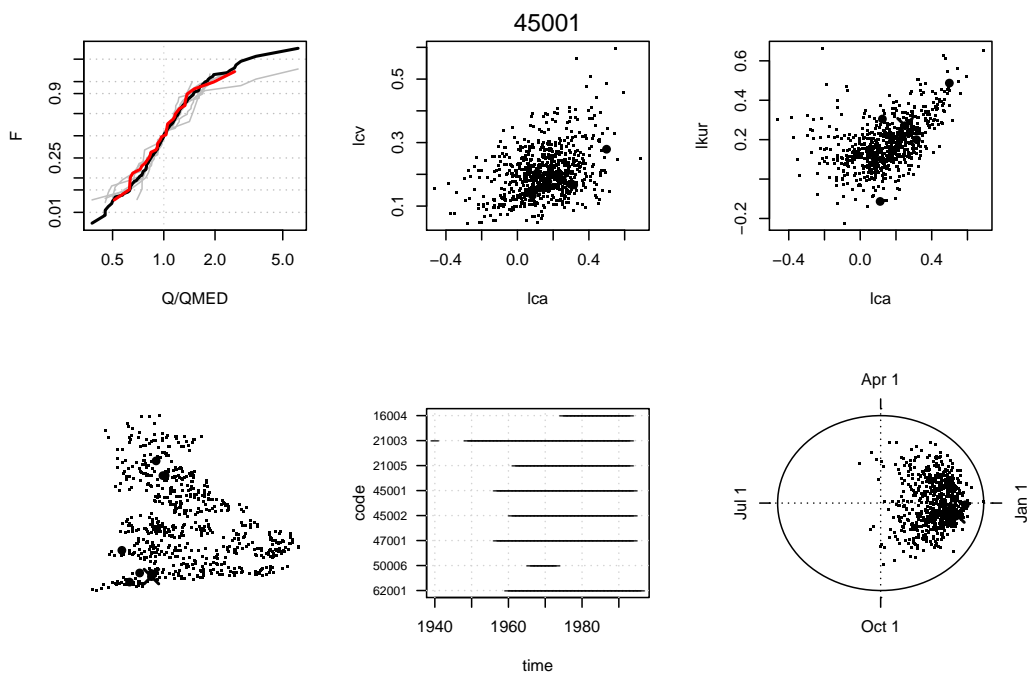 45001
F
0.9
0.25
0.01
0.5
1.0
2.0
5.0
Q/QMED
lcv
0.5
0.3
0.1
−0.4
0.0
0.4
lca
lkur
0.6
0.4
0.2
−0.2
−0.4
0.0
0.4
lca
code
16004
21003
21005
45001
45002
47001
50006
62001
1940
1960
1980
time
Apr 1
Jul 1
Jan 1
Oct 1